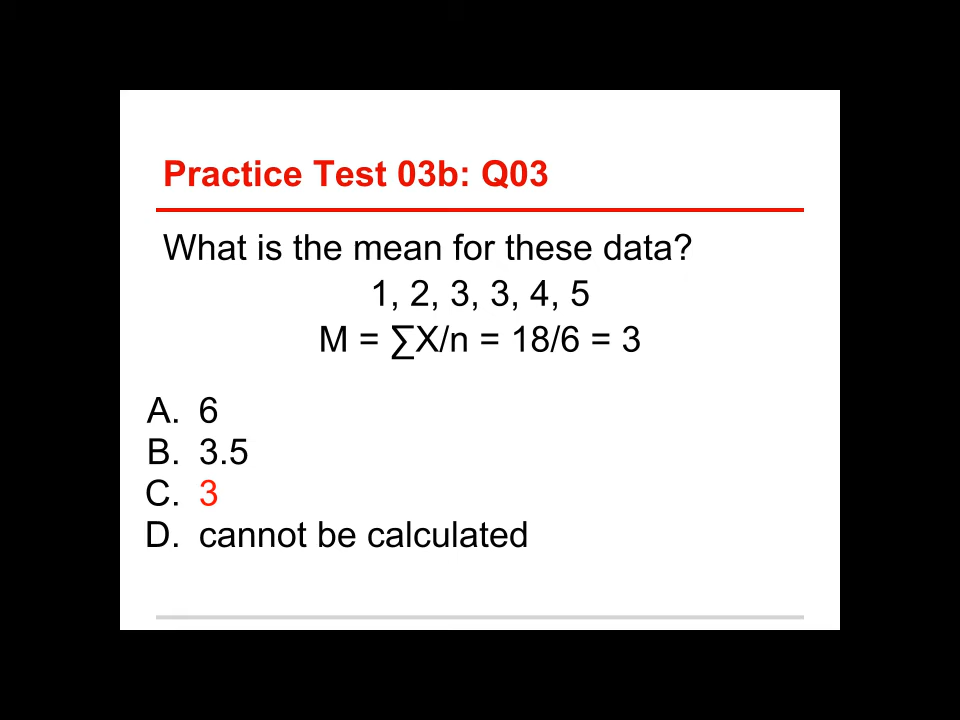 Practice Test 03b: Q03
What is the mean for these data?
1, 2, 3, 3, 4, 5
M = ∑X/n = 18/6 = 3
A. 6
B. 3.5
C. 3
D. cannot be calculated